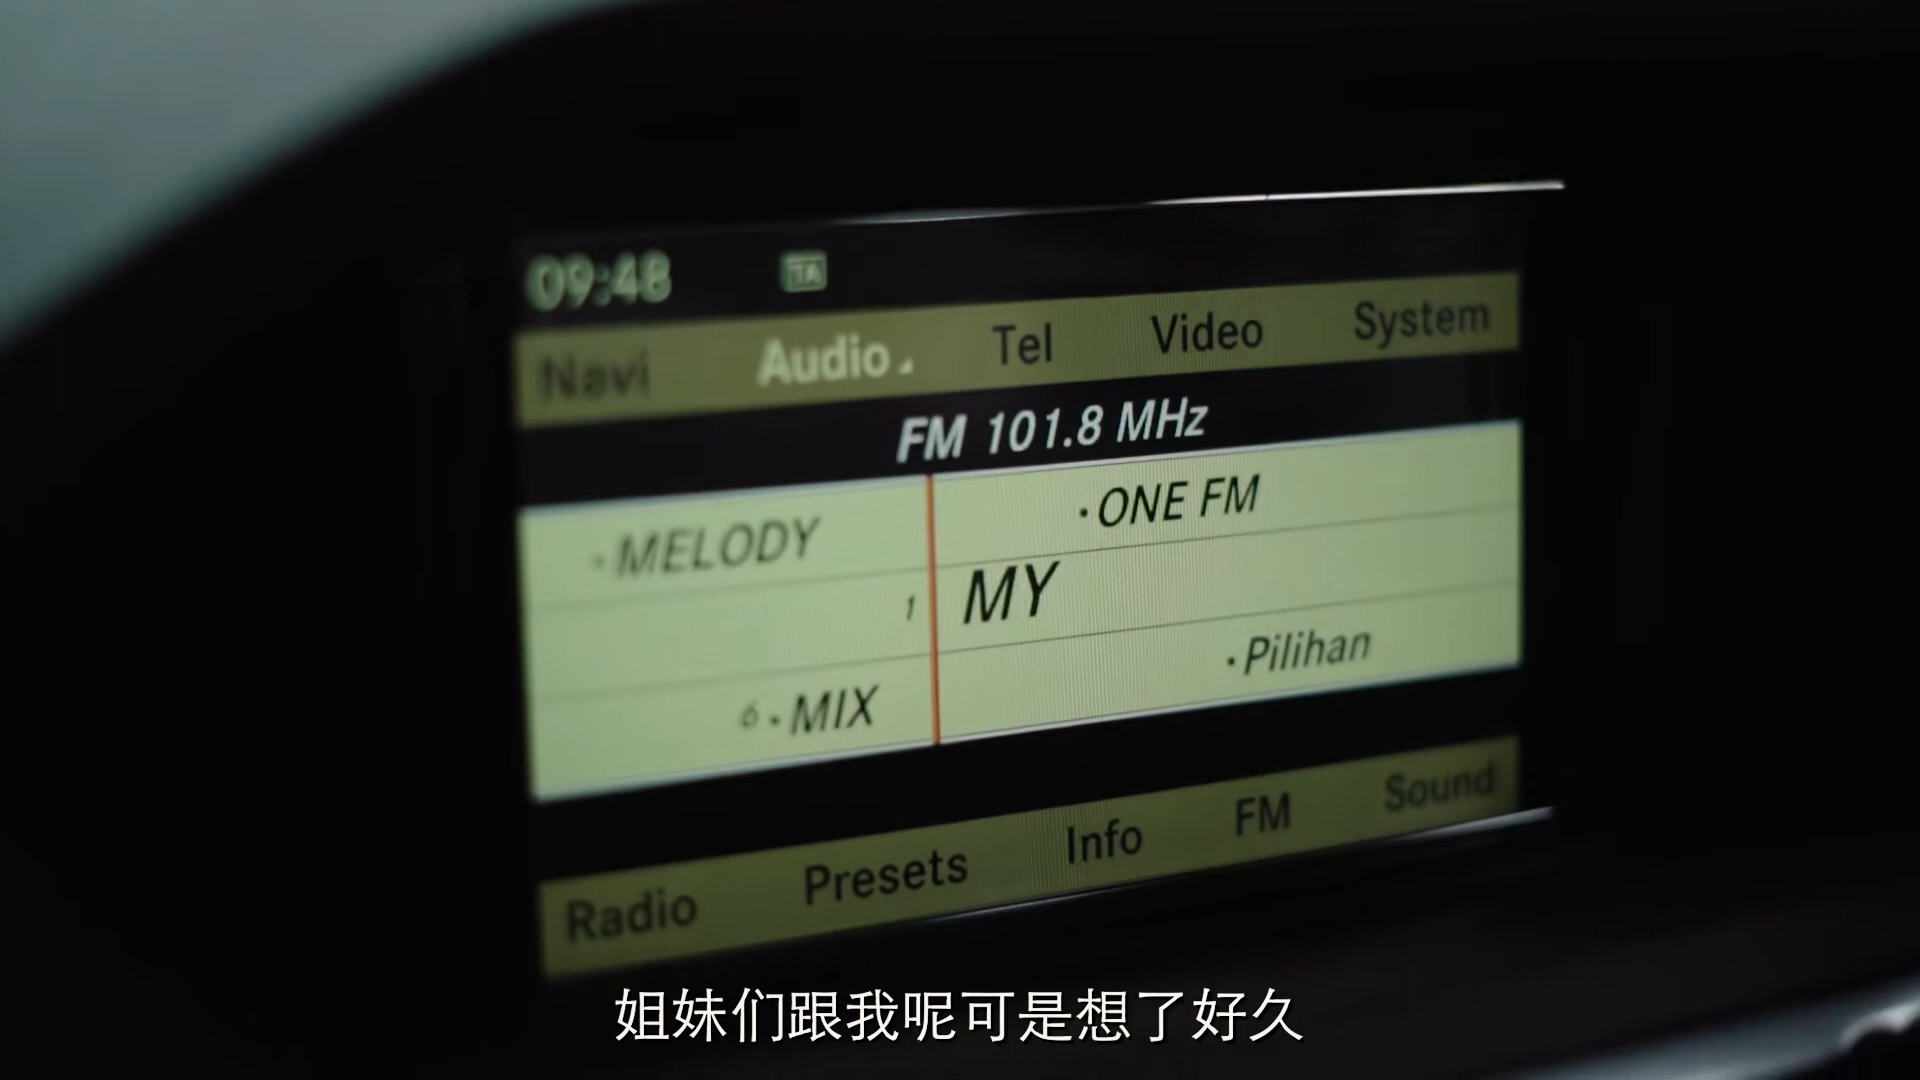 09:48 TA
Navi Audio Tel Video System
FM 101.8 MHz
·MELODY ·ONE FM
1 MY
6 ·MIX ·Pilihan
Radio Presets Info FM Sound
姐妹们跟我呢可是想了好久